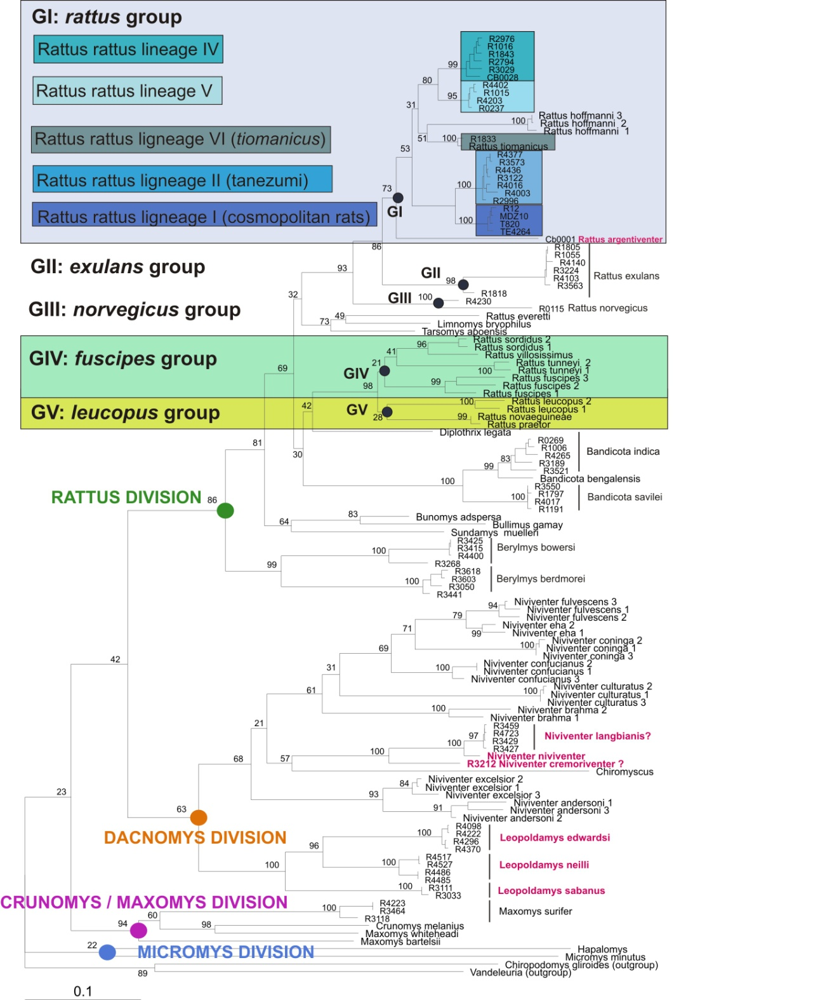 GI: rattus group
Rattus rattus lineage IV
Rattus rattus lineage V
Rattus rattus ligneage VI (tiomanicus)
Rattus rattus ligneage II (tanezumi)
Rattus rattus ligneage I (cosmopolitan rats)
R2976
R1016
R1843
R2794
99
R3029
CB0028
80
R4402
R1015
95
R4203
R0237
31
Rattus hoffmanni 3
100
Rattus hoffmanni 2
Rattus hoffmanni 1
51
100
R1833
Rattus tiomanicus
53
R4377
R3573
R4436
R3122
100
R4016
R4003
R2996
73
GI
R12
MDZ10
100
T820
TE4264
Cb0001 Rattus argentiventer
86
GII: exulans group
R1805
R1055
R4140
R3224
R4103
R3563
Rattus exulans
93
GII
98
R1818
32
GIII
100
R4230
GIII: norvegicus group
R0115 Rattus norvegicus
49
Rattus everetti
73
Limnomys bryophilus
Tarsomys apoensis
GIV: fuscipes group
96
Rattus sordidus 2
Rattus sordidus 1
41
Rattus villosissimus
21
Rattus tunneyi 2
100
Rattus tunneyi 1
69
GIV
Rattus fuscipes 3
99
Rattus fuscipes 2
98
Rattus fuscipes 1
GV: leucopus group
42
GV
100
Rattus leucopus 2
Rattus leucopus 1
28
99
Rattus novaeguineae
Rattus praetor
Diplothrix legata
81
30
R0269
R1006
R4265
83
R3189
99
R3521
Bandicota indica
100
Bandicota bengalensis
R3550
100
R1797
R4017
R1191
Bandicota savilei
RATTUS DIVISION
86
83
Bunomys adspersa
64
Bullimus gamay
Sundamys muelleri
R3425
100
R3415
R4400
Berylmys bowersi
99
R3268
R3618
100
R3603
R3050
R3441
Berylmys berdmorei
94
Niviventer fulvescens 3
Niviventer fulvescens 1
79
Niviventer fulvescens 2
Niviventer eha 2
99
Niviventer eha 1
71
Niviventer coninga 2
100
Niviventer coninga 1
69
Niviventer coninga 3
42
Niviventer confucianus 2
100
Niviventer confucianus 1
31
Niviventer confucianus 3
Niviventer culturatus 2
61
100
Niviventer culturatus 1
Niviventer culturatus 3
100
Niviventer brahma 2
Niviventer brahma 1
21
R3459
97
R4723
R3429
R3427
Niviventer langbianis?
100
68
57
100
Niviventer niviventer
R3212 Niviventer cremoriventer ?
Chiromyscus
84
Niviventer excelsior 2
Niviventer excelsior 1
93
Niviventer excelsior 3
91
Niviventer andersoni 1
Niviventer andersoni 3
Niviventer andersoni 2
23
63
DACNOMYS DIVISION
R4098
100
R4222
R4296
R4370
Leopoldamys edwardsi
96
R4517
100
R4527
R4486
R4485
Leopoldamys neilli
100
100
R3111
R3033
Leopoldamys sabanus
CRUNOMYS / MAXOMYS DIVISION
R4223
100
R3464
R3118
Maxomys surifer
60
94
98
Crunomys melanius
Maxomys whiteheadi
Maxomys bartelsii
22
MICROMYS DIVISION
Hapalomys
Micromys minutus
Chiropodomys gliroides (outgroup)
89
Vandeleuria (outgroup)
0.1